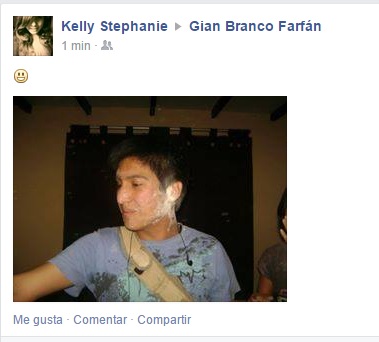 Kelly Stephanie ▸ Gian Branco Farfán
1 min ·
Me gusta · Comentar · Compartir